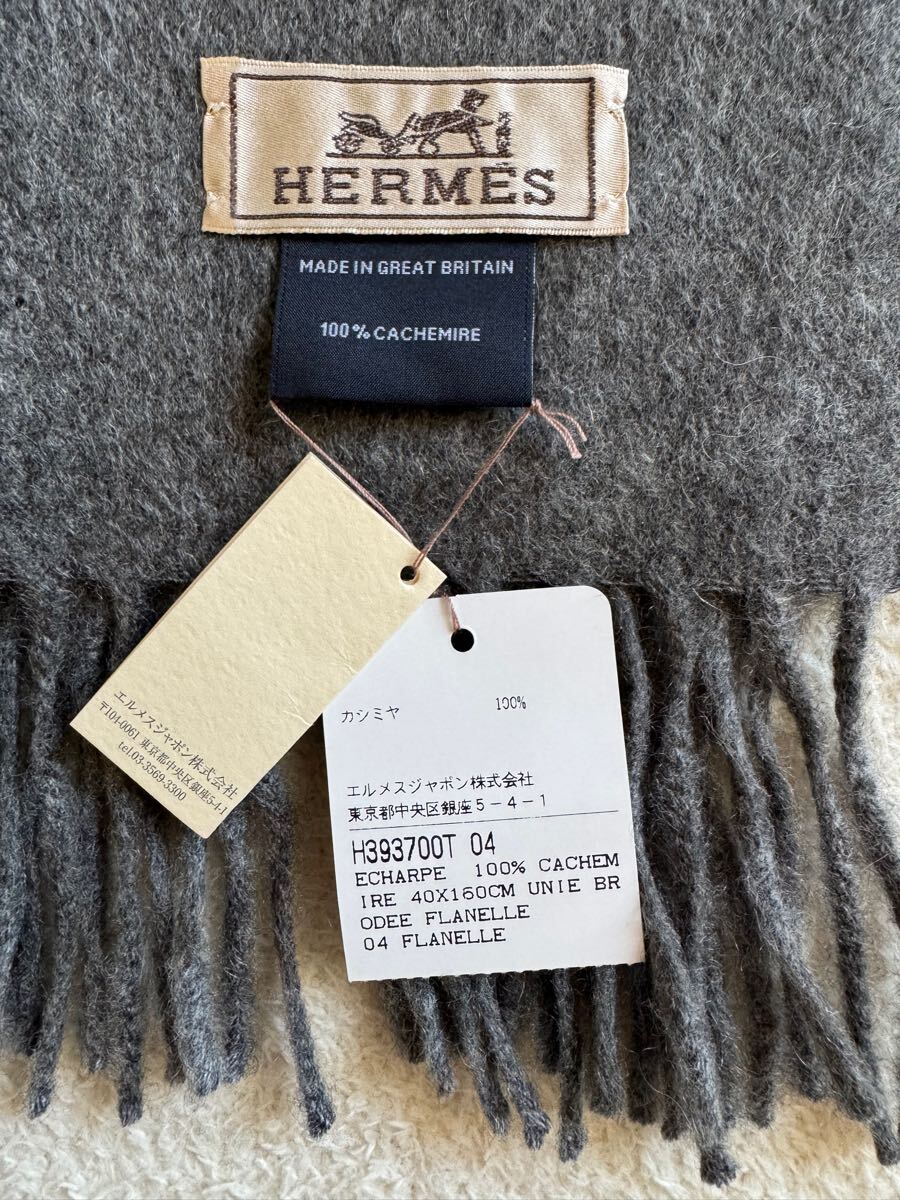 HERMES
MADE IN GREAT BRITAIN
100% CACHEMIRE
エルメスジャポン株式会社
〒104-0061 東京都中央区銀座5-4-1
tel.03-3569-3300
カシミヤ 100%
エルメスジャポン株式会社
東京都中央区銀座5-4-1
H393700T 04
ECHARPE 100% CACHEM
IRE 40X160CM UNIE BR
ODEE FLANELLE
04 FLANELLE